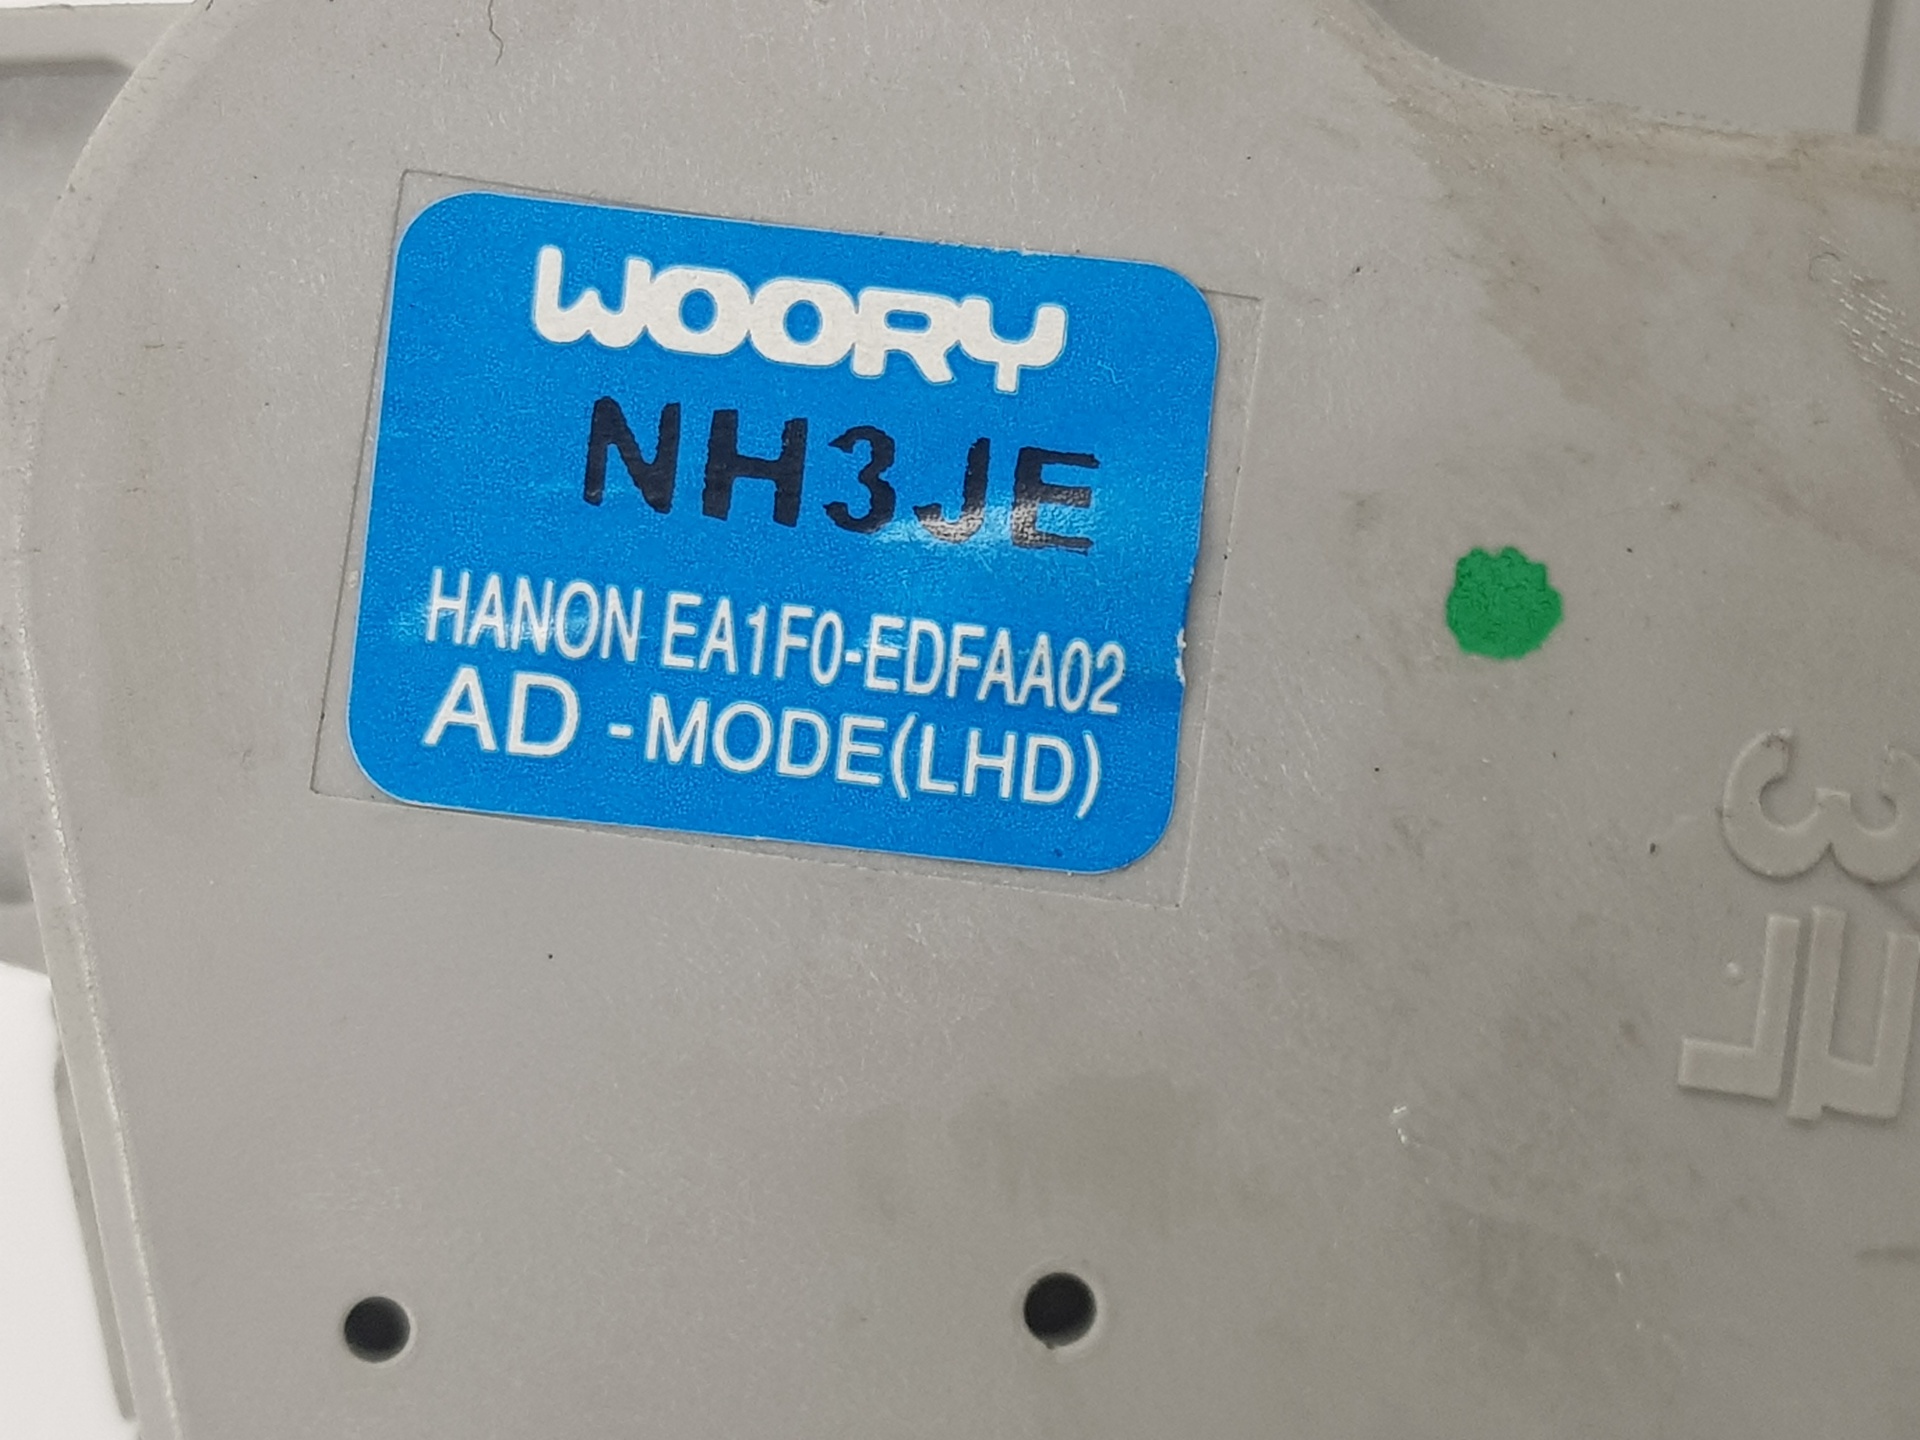 WOORY
NH3JE
HANON EA1F0-EDFAA02
AD -MODE(LHD)